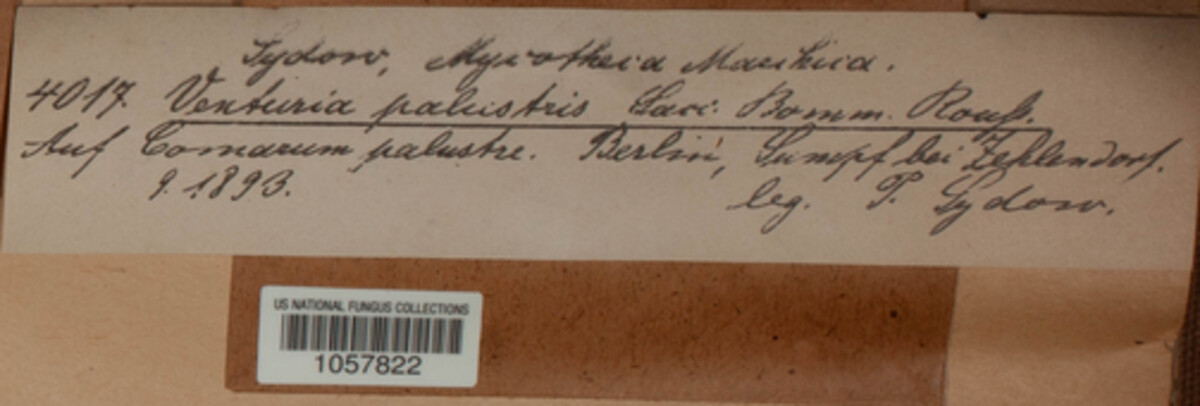 Sydow, Mycotheca Marchica.
4017. Venturia palustris Sacc. Bomm. Rouss.
Auf Comarum palustre. Berlin, Sumpf bei Zehlendorf.
9. 1893. leg. P. Sydow.
US NATIONAL FUNGUS COLLECTIONS
1057822